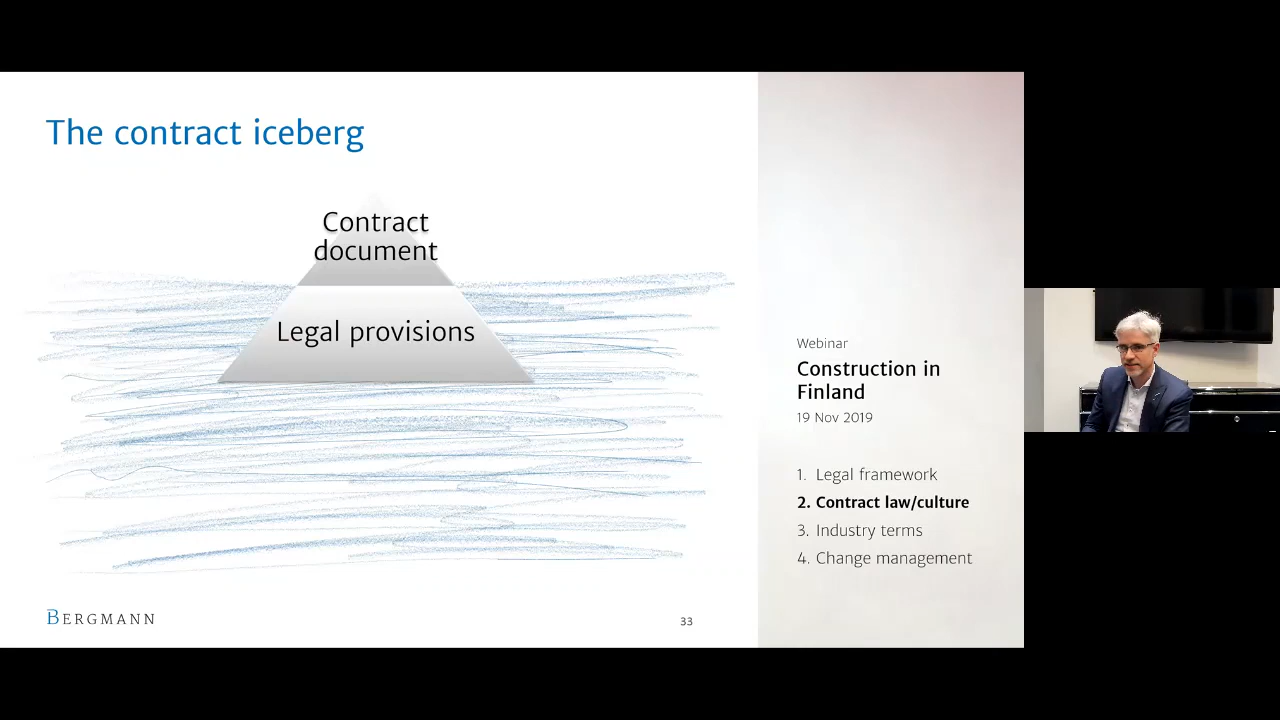 The contract iceberg
Contract
document
Legal provisions
Webinar
Construction in
Finland
19 Nov 2019
1. Legal framework
2. Contract law/culture
3. Industry terms
4. Change management
BERGMANN
33